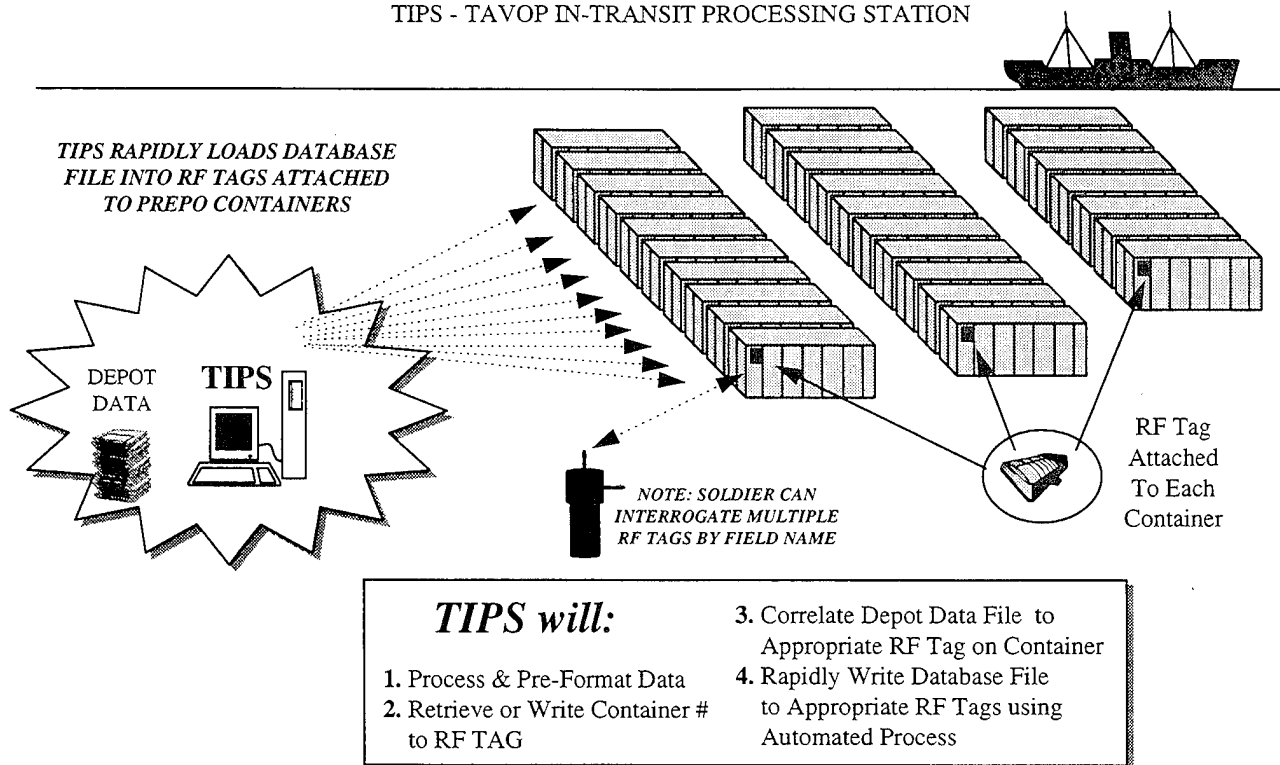 TIPS - TAVOP IN-TRANSIT PROCESSING STATION
TIPS RAPIDLY LOADS DATABASE
FILE INTO RF TAGS ATTACHED
TO PREPO CONTAINERS
DEPOT
DATA
TIPS
NOTE: SOLDIER CAN
INTERROGATE MULTIPLE
RF TAGS BY FIELD NAME
RF Tag
Attached
To Each
Container
TIPS will:
1. Process & Pre-Format Data
2. Retrieve or Write Container #
to RF TAG
3. Correlate Depot Data File to
Appropriate RF Tag on Container
4. Rapidly Write Database File
to Appropriate RF Tags using
Automated Process